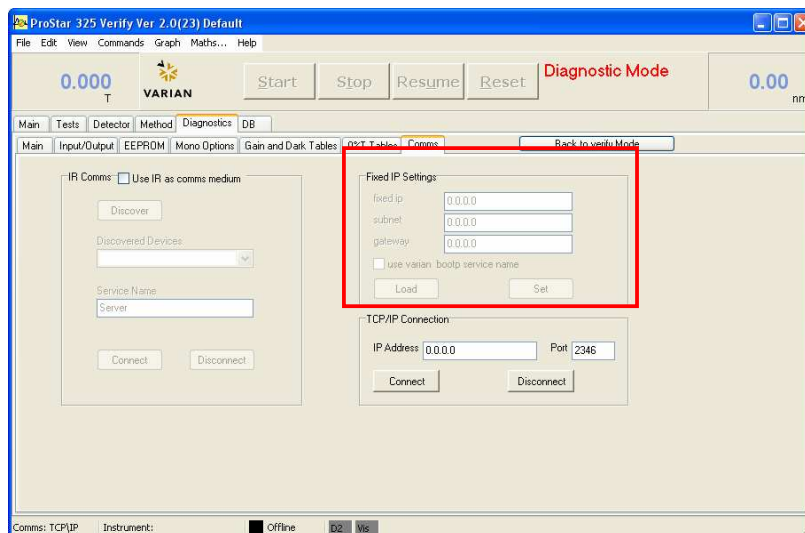 ProStar 325 Verify Ver 2.0(23) Default
File Edit View Commands Graph Maths... Help
0.000
T
VARIAN
Start Stop Resume Reset
Diagnostic Mode
0.00
nm
Main Tests Detector Method Diagnostics DB
Main Input/Output EEPROM Mono Options Gain and Dark Tables 0%T Tables Comms Back to verify Mode
IR Comms Use IR as comms medium
Discover
Discovered Devices
Service Name
Server
Connect Disconnect
Fixed IP Settings
fixed ip 0.0.0.0
subnet 0.0.0.0
gateway 0.0.0.0
use varian bootp service name
Load Set
TCP/IP Connection
IP Address 0.0.0.0 Port 2346
Connect Disconnect
Comms: TCP\IP Instrument: Offline D2 Vis